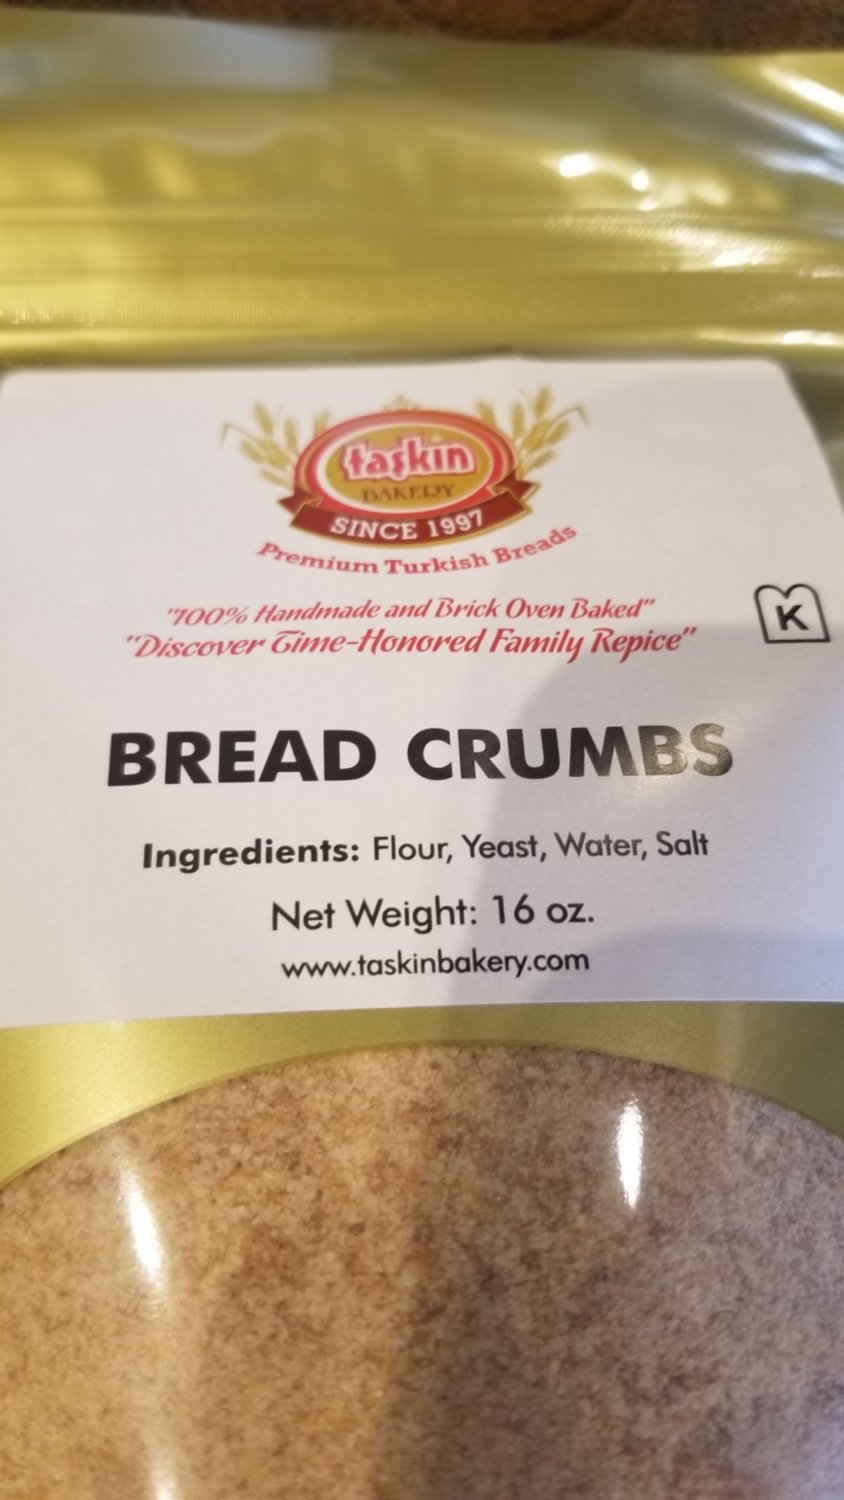 taşkin
BAKERY
SINCE 1997
Premium Turkish Breads
"100% Handmade and Brick Oven Baked"
"Discover Time-Honored Family Repice"
K
BREAD CRUMBS
Ingredients: Flour, Yeast, Water, Salt
Net Weight: 16 oz.
www.taskinbakery.com